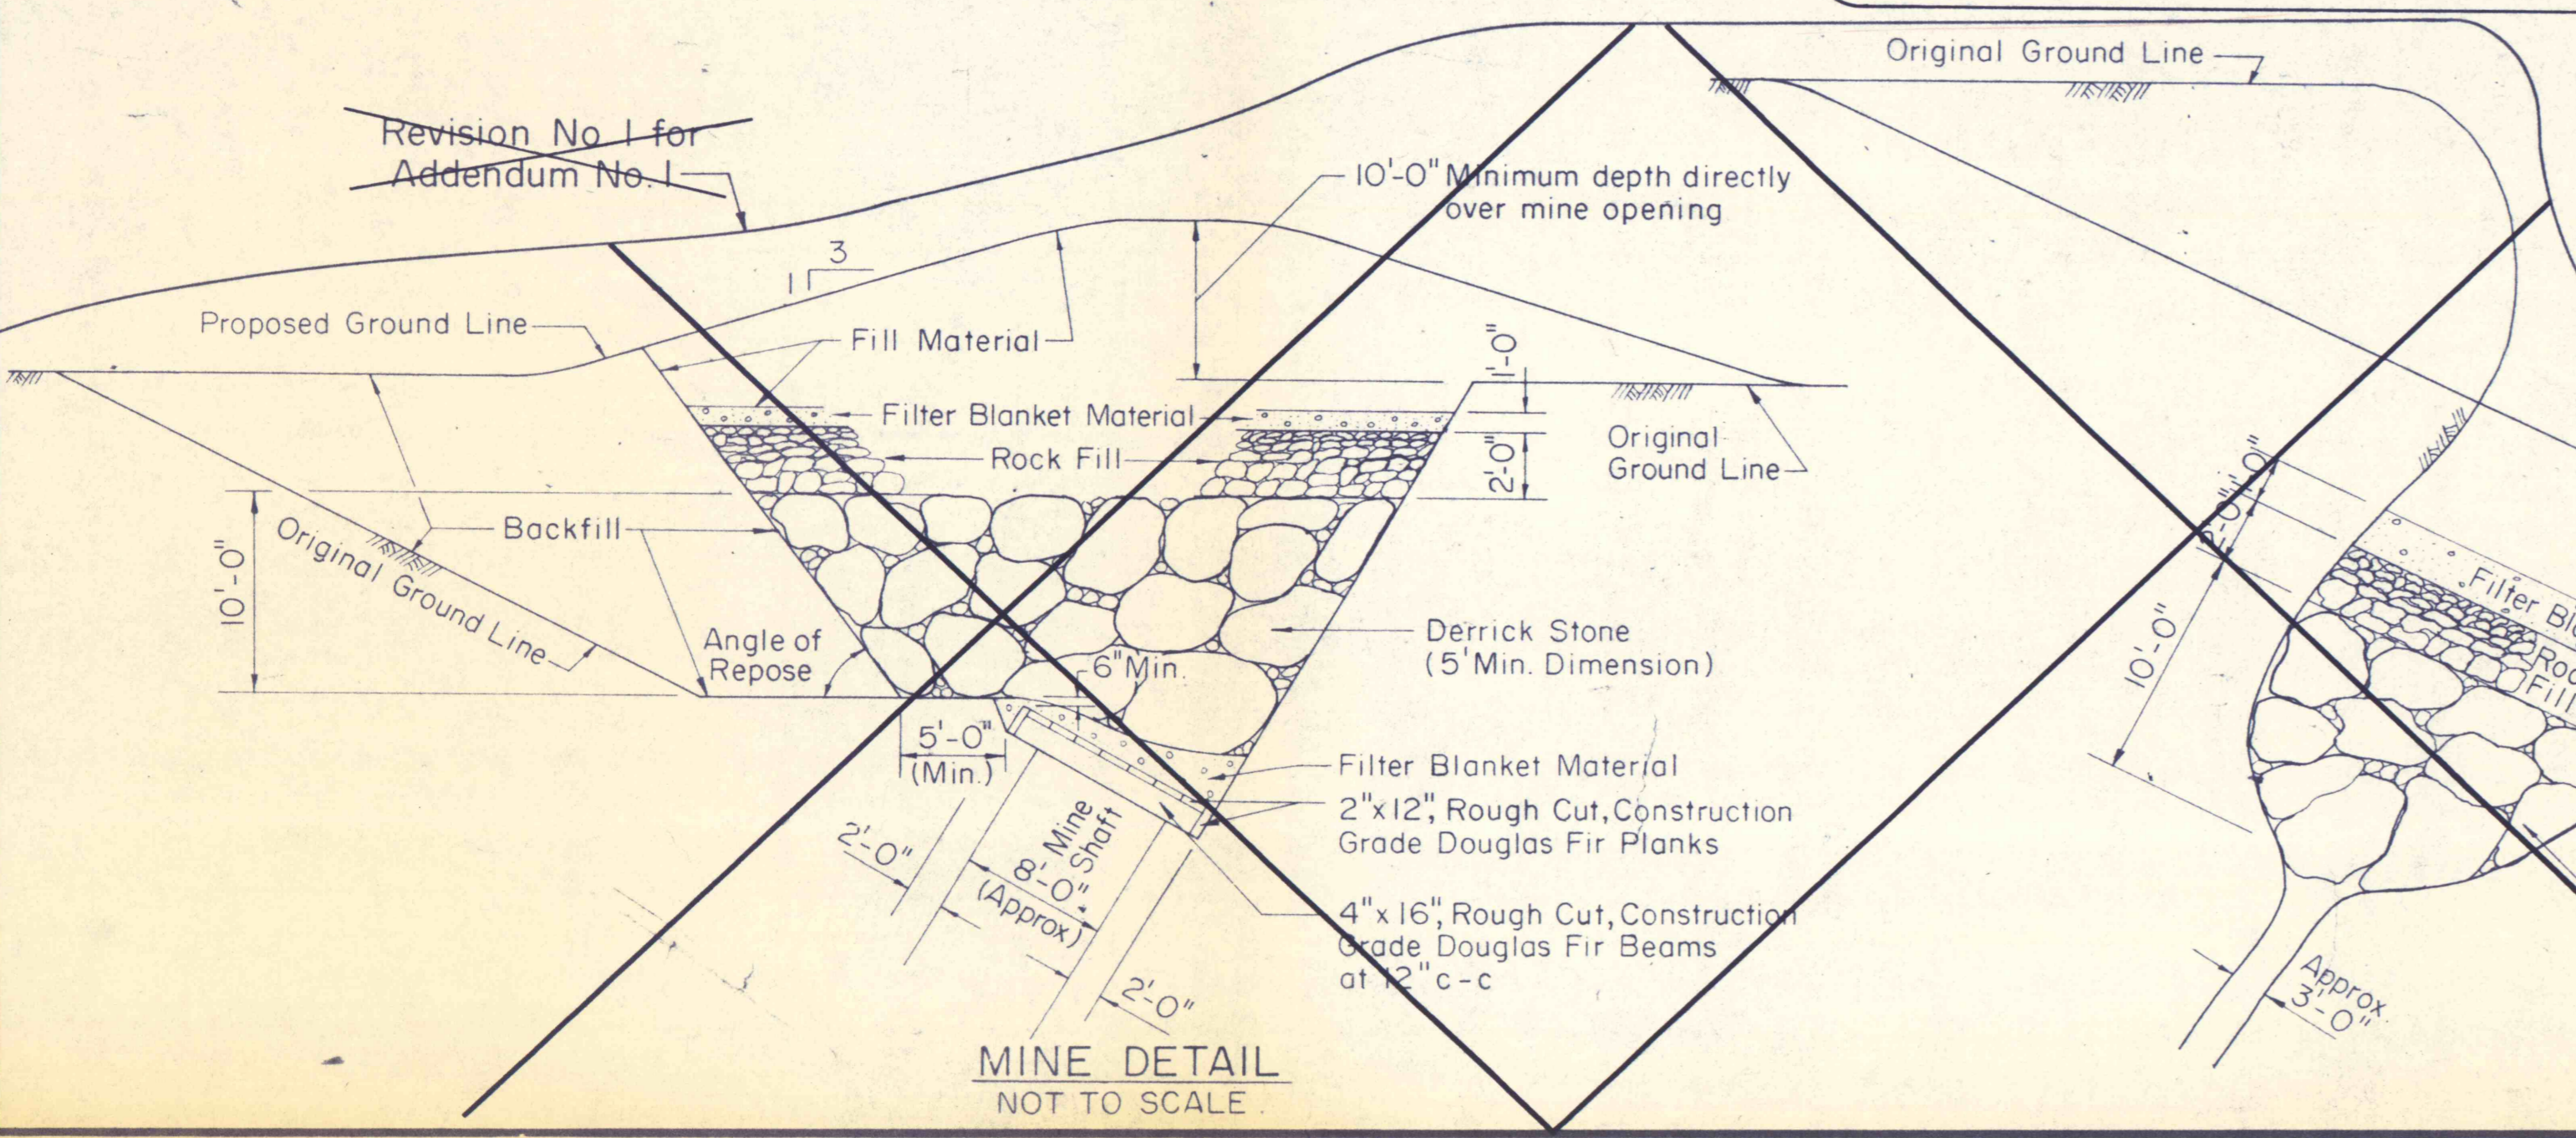 Original Ground Line
Revision No. 1 for
Addendum No. 1
10'-0" Minimum depth directly
over mine opening
3
1
Proposed Ground Line
Fill Material
1'-0"
Filter Blanket Material
Rock Fill
2'-0"
Original
Ground Line
Backfill
10'-0"
Original Ground Line
Angle of
Repose
6" Min.
Derrick Stone
(5' Min. Dimension)
5'-0"
(Min.)
Filter Blanket Material
2"x12", Rough Cut, Construction
Grade Douglas Fir Planks
2'-0"
Mine
Shaft
8'-0"
(Approx)
2'-0"
4"x16", Rough Cut, Construction
Grade Douglas Fir Beams
at 12" c-c
MINE DETAIL
NOT TO SCALE.
2'-0"
1'-0"
10'-0"
Filter
Fill
Approx.
3'-0"